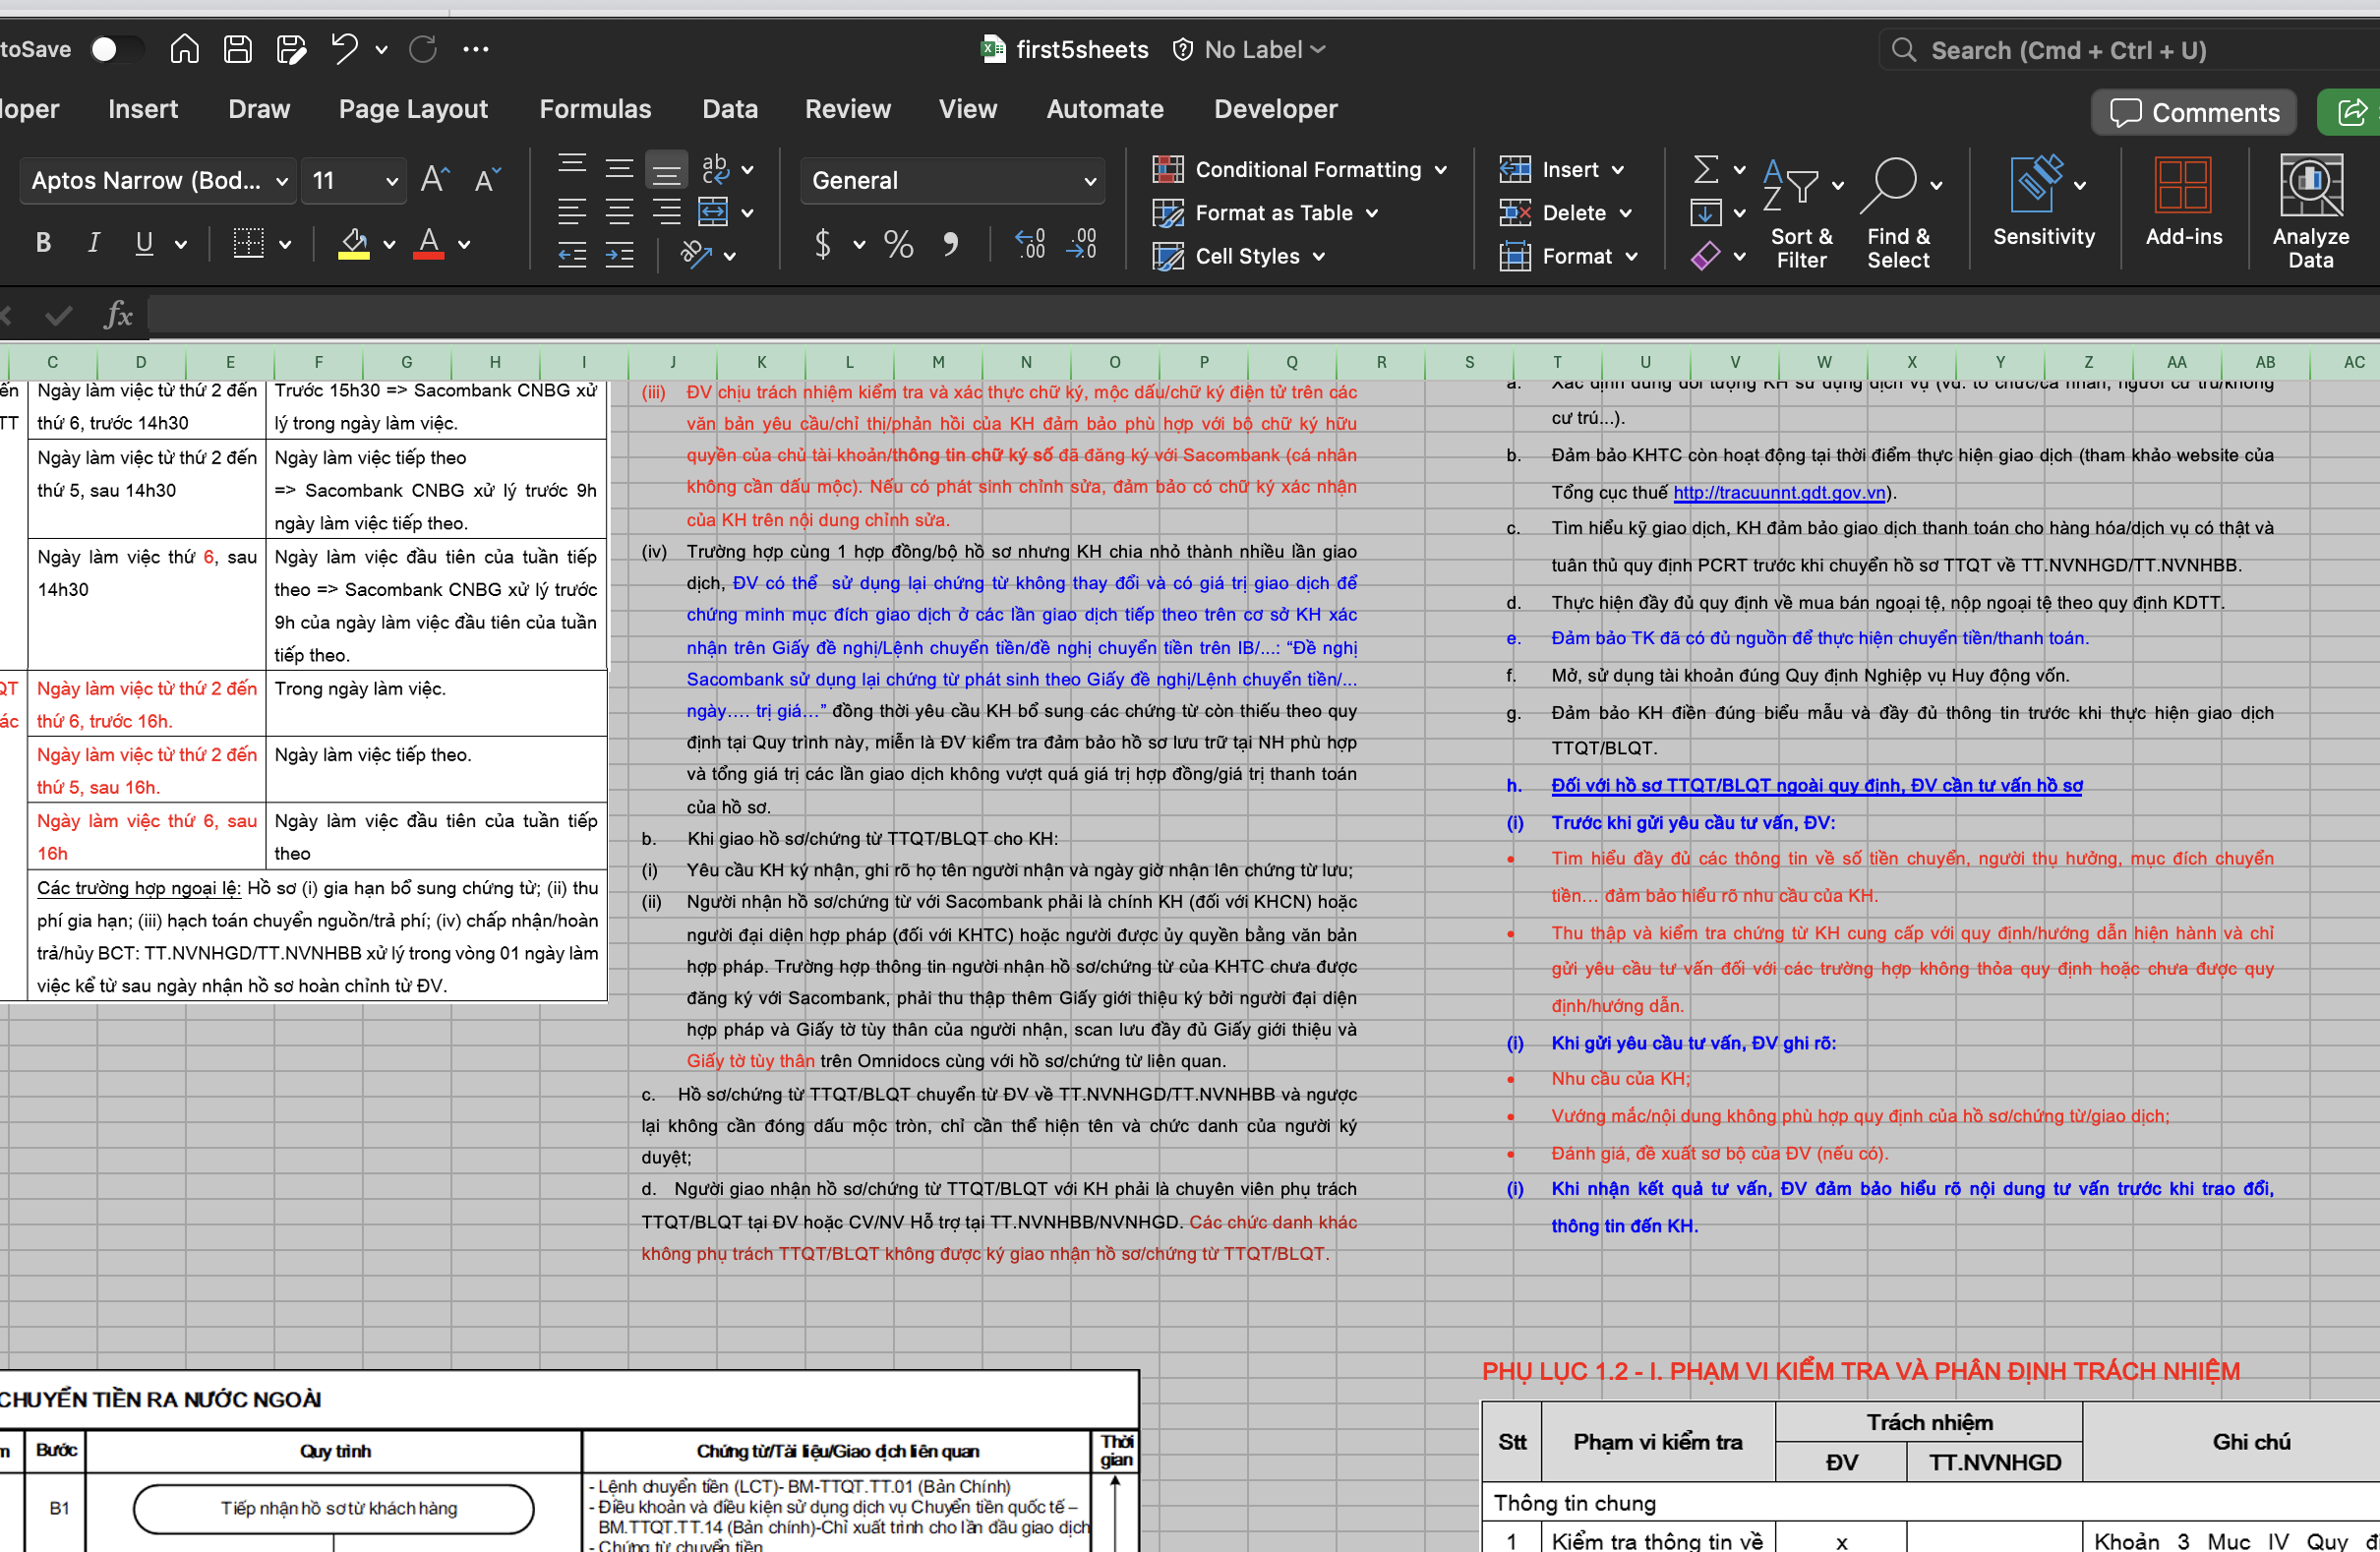 toSave
first5sheets
No Label
Search (Cmd + Ctrl + U)
loper
Insert
Draw
Page Layout
Formulas
Data
Review
View
Automate
Developer
Comments
Aptos Narrow (Bod...
11
General
Conditional Formatting
Format as Table
Cell Styles
Insert
Delete
Format
Sort &
Filter
Find &
Select
Sensitivity
Add-ins
Analyze
Data
B I U
$ %
fx
C D E F G H I J K L M N O P Q R S T U V W X Y Z AA AB AC
ến
TT
Ngày làm việc từ thứ 2 đến
thứ 6, trước 14h30
Trước 15h30 => Sacombank CNBG xử
lý trong ngày làm việc.
Ngày làm việc từ thứ 2 đến
thứ 5, sau 14h30
Ngày làm việc tiếp theo
=> Sacombank CNBG xử lý trước 9h
ngày làm việc tiếp theo.
Ngày làm việc thứ 6, sau
14h30
Ngày làm việc đầu tiên của tuần tiếp
theo => Sacombank CNBG xử lý trước
9h của ngày làm việc đầu tiên của tuần
tiếp theo.
QT
ác
Ngày làm việc từ thứ 2 đến
thứ 6, trước 16h.
Trong ngày làm việc.
Ngày làm việc từ thứ 2 đến
thứ 5, sau 16h.
Ngày làm việc tiếp theo.
Ngày làm việc thứ 6, sau
16h
Ngày làm việc đầu tiên của tuần tiếp
theo
Các trường hợp ngoại lệ: Hồ sơ (i) gia hạn bổ sung chứng từ; (ii) thu
phí gia hạn; (iii) hạch toán chuyển nguồn/trả phí; (iv) chấp nhận/hoàn
trả/hủy BCT: TT.NVNHGD/TT.NVNHBB xử lý trong vòng 01 ngày làm
việc kể từ sau ngày nhận hồ sơ hoàn chỉnh từ ĐV.
(iii) ĐV chịu trách nhiệm kiểm tra và xác thực chữ ký, mộc dấu/chữ ký điện tử trên các
văn bản yêu cầu/chỉ thị/phản hồi của KH đảm bảo phù hợp với bộ chữ ký hữu
quyền của chủ tài khoản/thông tin chữ ký số đã đăng ký với Sacombank (cá nhân
không cần dấu mộc). Nếu có phát sinh chỉnh sửa, đảm bảo có chữ ký xác nhận
của KH trên nội dung chỉnh sửa.
(iv) Trường hợp cùng 1 hợp đồng/bộ hồ sơ nhưng KH chia nhỏ thành nhiều lần giao
dịch, ĐV có thể sử dụng lại chứng từ không thay đổi và có giá trị giao dịch để
chứng minh mục đích giao dịch ở các lần giao dịch tiếp theo trên cơ sở KH xác
nhận trên Giấy đề nghị/Lệnh chuyển tiền/đề nghị chuyển tiền trên IB/...: “Đề nghị
Sacombank sử dụng lại chứng từ phát sinh theo Giấy đề nghị/Lệnh chuyển tiền/...
ngày…. trị giá…” đồng thời yêu cầu KH bổ sung các chứng từ còn thiếu theo quy
định tại Quy trình này, miễn là ĐV kiểm tra đảm bảo hồ sơ lưu trữ tại NH phù hợp
và tổng giá trị các lần giao dịch không vượt quá giá trị hợp đồng/giá trị thanh toán
của hồ sơ.
b. Khi giao hồ sơ/chứng từ TTQT/BLQT cho KH:
(i) Yêu cầu KH ký nhận, ghi rõ họ tên người nhận và ngày giờ nhận lên chứng từ lưu;
(ii) Người nhận hồ sơ/chứng từ với Sacombank phải là chính KH (đối với KHCN) hoặc
người đại diện hợp pháp (đối với KHTC) hoặc người được ủy quyền bằng văn bản
hợp pháp. Trường hợp thông tin người nhận hồ sơ/chứng từ của KHTC chưa được
đăng ký với Sacombank, phải thu thập thêm Giấy giới thiệu ký bởi người đại diện
hợp pháp và Giấy tờ tùy thân của người nhận, scan lưu đầy đủ Giấy giới thiệu và
Giấy tờ tùy thân trên Omnidocs cùng với hồ sơ/chứng từ liên quan.
c. Hồ sơ/chứng từ TTQT/BLQT chuyển từ ĐV về TT.NVNHGD/TT.NVNHBB và ngược
lại không cần đóng dấu mộc tròn, chỉ cần thể hiện tên và chức danh của người ký
duyệt;
d. Người giao nhận hồ sơ/chứng từ TTQT/BLQT với KH phải là chuyên viên phụ trách
TTQT/BLQT tại ĐV hoặc CV/NV Hỗ trợ tại TT.NVNHBB/NVNHGD. Các chức danh khác
không phụ trách TTQT/BLQT không được ký giao nhận hồ sơ/chứng từ TTQT/BLQT.
a. Xác định đúng đối tượng KH sử dụng dịch vụ (vd: tổ chức/cá nhân, người cư trú/không
cư trú...).
b. Đảm bảo KHTC còn hoạt động tại thời điểm thực hiện giao dịch (tham khảo website của
Tổng cục thuế http://tracuunnt.gdt.gov.vn).
c. Tìm hiểu kỹ giao dịch, KH đảm bảo giao dịch thanh toán cho hàng hóa/dịch vụ có thật và
tuân thủ quy định PCRT trước khi chuyển hồ sơ TTQT về TT.NVNHGD/TT.NVNHBB.
d. Thực hiện đầy đủ quy định về mua bán ngoại tệ, nộp ngoại tệ theo quy định KDTT.
e. Đảm bảo TK đã có đủ nguồn để thực hiện chuyển tiền/thanh toán.
f. Mở, sử dụng tài khoản đúng Quy định Nghiệp vụ Huy động vốn.
g. Đảm bảo KH điền đúng biểu mẫu và đầy đủ thông tin trước khi thực hiện giao dịch
TTQT/BLQT.
h. Đối với hồ sơ TTQT/BLQT ngoài quy định, ĐV cần tư vấn hồ sơ
(i) Trước khi gửi yêu cầu tư vấn, ĐV:
• Tìm hiểu đầy đủ các thông tin về số tiền chuyển, người thụ hưởng, mục đích chuyển
tiền… đảm bảo hiểu rõ nhu cầu của KH.
• Thu thập và kiểm tra chứng từ KH cung cấp với quy định/hướng dẫn hiện hành và chỉ
gửi yêu cầu tư vấn đối với các trường hợp không thỏa quy định hoặc chưa được quy
định/hướng dẫn.
(i) Khi gửi yêu cầu tư vấn, ĐV ghi rõ:
• Nhu cầu của KH;
• Vướng mắc/nội dung không phù hợp quy định của hồ sơ/chứng từ/giao dịch;
• Đánh giá, đề xuất sơ bộ của ĐV (nếu có).
(i) Khi nhận kết quả tư vấn, ĐV đảm bảo hiểu rõ nội dung tư vấn trước khi trao đổi,
thông tin đến KH.
CHUYỂN TIỀN RA NƯỚC NGOÀI
m
Bước
Quy trình
Chứng từ/Tài liệu/Giao dịch liên quan
Thời
gian
B1
Tiếp nhận hồ sơ từ khách hàng
- Lệnh chuyển tiền (LCT)- BM-TTQT.TT.01 (Bản Chính)
- Điều khoản và điều kiện sử dụng dịch vụ Chuyển tiền quốc tế –
BM.TTQT.TT.14 (Bản chính)-Chỉ xuất trình cho lần đầu giao dịch
- Chứng từ chuyển tiền
PHỤ LỤC 1.2 - I. PHẠM VI KIỂM TRA VÀ PHÂN ĐỊNH TRÁCH NHIỆM
Stt
Phạm vi kiểm tra
Trách nhiệm
ĐV
TT.NVNHGD
Ghi chú
Thông tin chung
1
Kiểm tra thông tin về
x
Khoản 3 Mục IV Quy đ